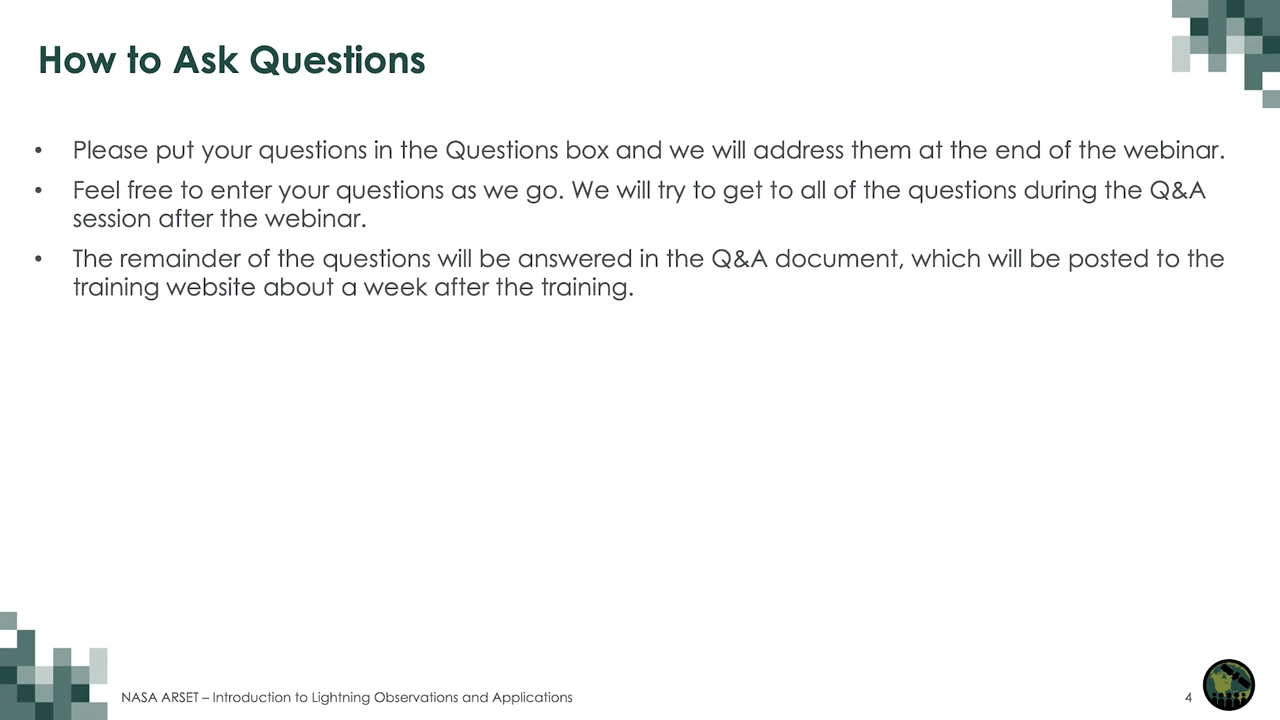 How to Ask Questions
• Please put your questions in the Questions box and we will address them at the end of the webinar.
• Feel free to enter your questions as we go. We will try to get to all of the questions during the Q&A
session after the webinar.
• The remainder of the questions will be answered in the Q&A document, which will be posted to the
training website about a week after the training.
NASA ARSET – Introduction to Lightning Observations and Applications
4